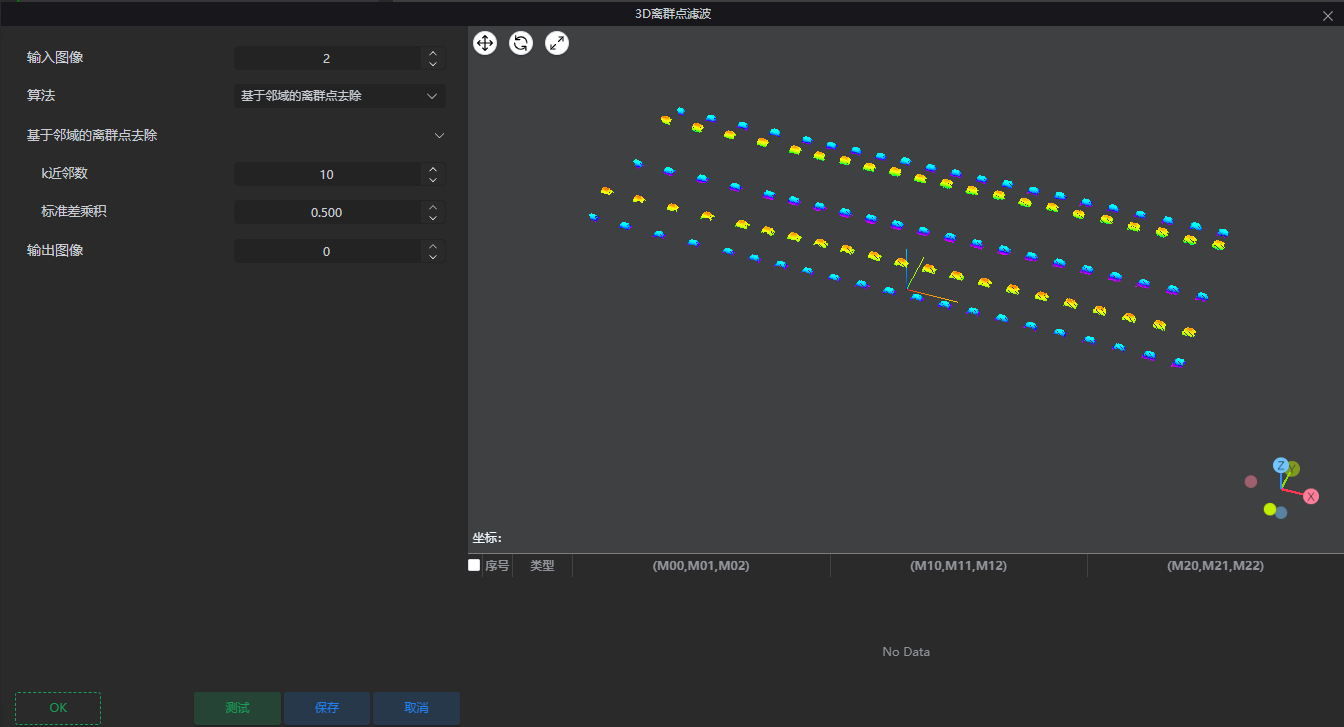 3D离群点滤波
输入图像 2
算法 基于邻域的离群点去除
基于邻域的离群点去除
k近邻数 10
标准差乘积 0.500
输出图像 0
Z
Y
X
坐标:
序号 类型 (M00,M01,M02) (M10,M11,M12) (M20,M21,M22)
No Data
OK 测试 保存 取消